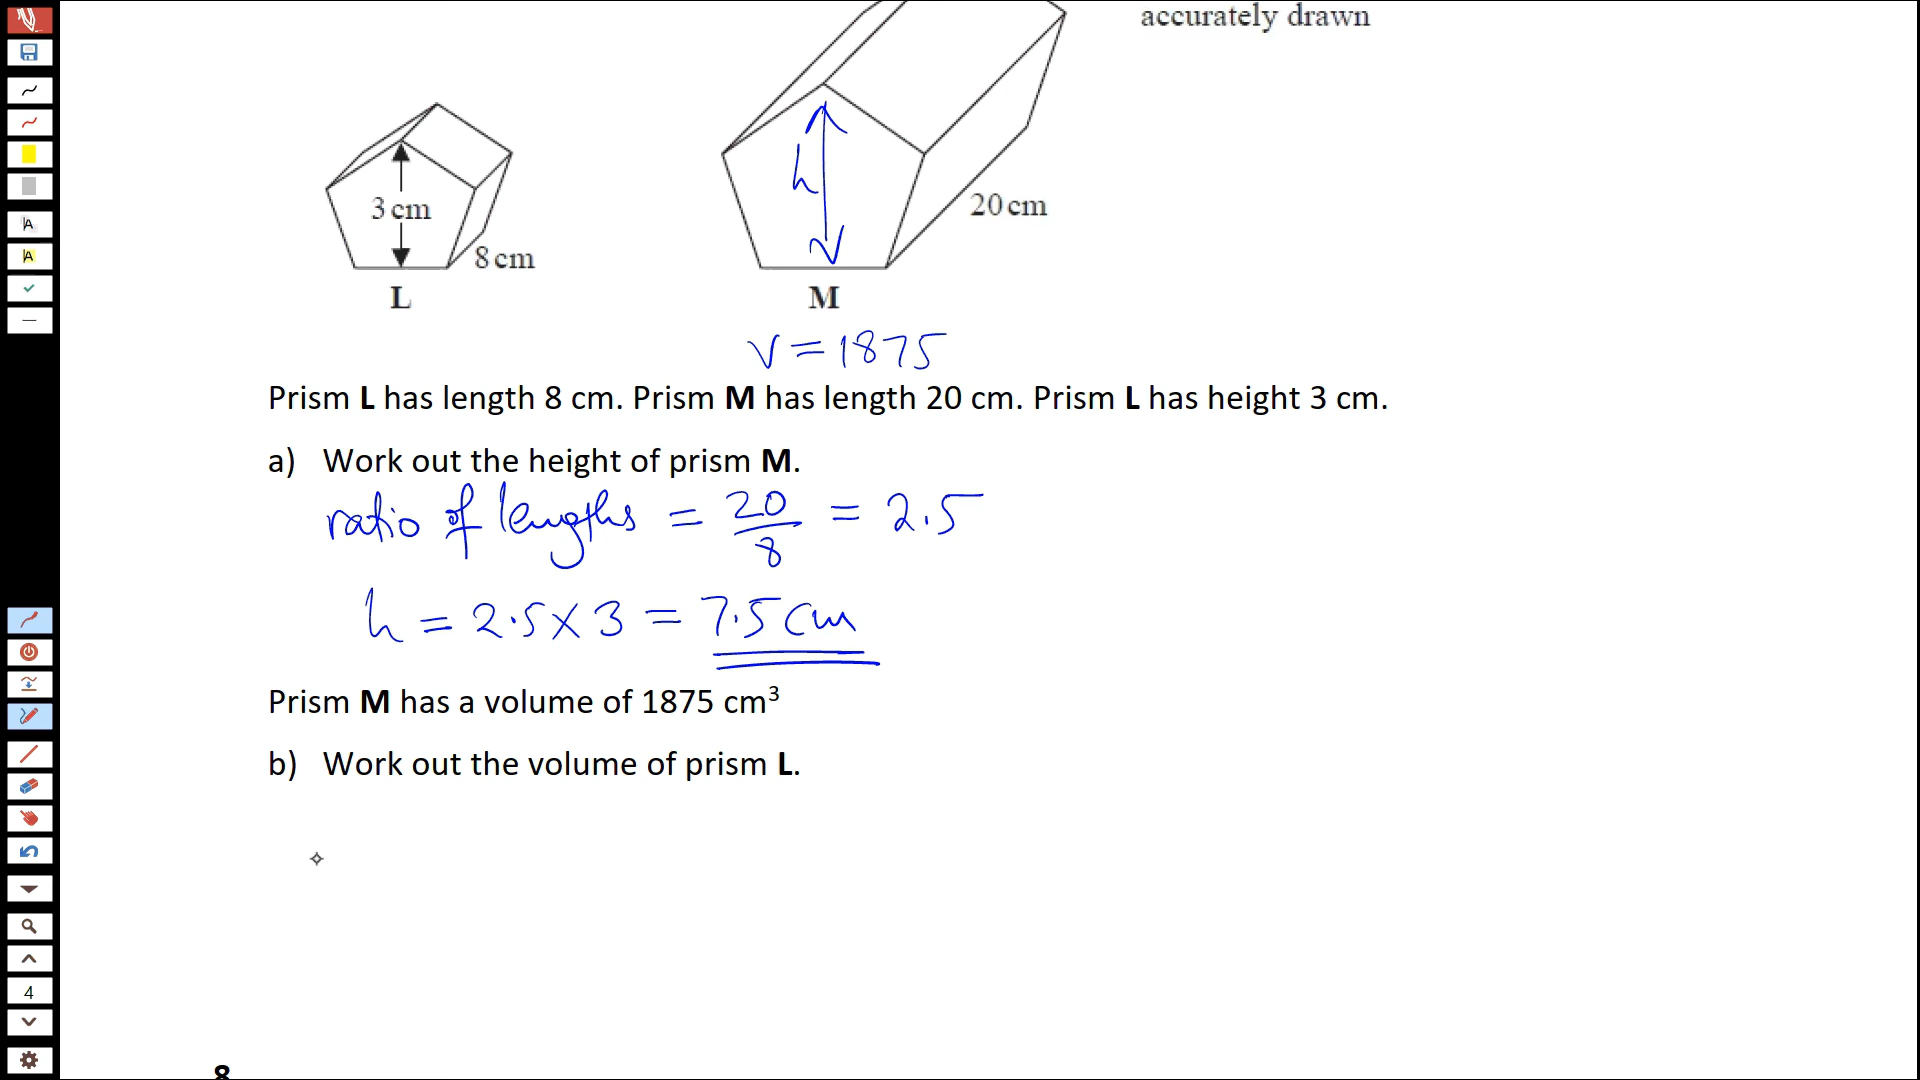 accurately drawn
3 cm
8 cm
L
h
20 cm
M
V = 1875
Prism L has length 8 cm. Prism M has length 20 cm. Prism L has height 3 cm.
a) Work out the height of prism M.
ratio of lengths = 20/8 = 2.5
h = 2.5 × 3 = 7.5 cm
Prism M has a volume of 1875 cm³
b) Work out the volume of prism L.
A
A
4